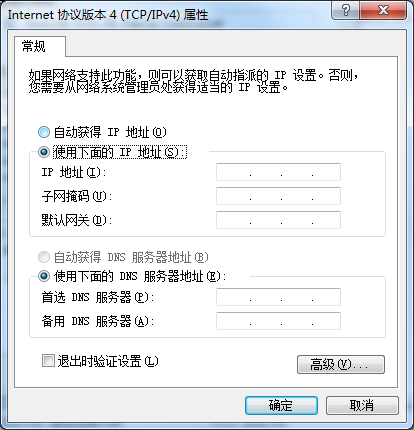 Internet 协议版本 4 (TCP/IPv4) 属性
常规
如果网络支持此功能，则可以获取自动指派的 IP 设置。否则，
您需要从网络系统管理员处获得适当的 IP 设置。
自动获得 IP 地址(O)
使用下面的 IP 地址(S):
IP 地址(I):
子网掩码(U):
默认网关(D):
自动获得 DNS 服务器地址(B)
使用下面的 DNS 服务器地址(E):
首选 DNS 服务器(P):
备用 DNS 服务器(A):
退出时验证设置(L)
高级(V)...
确定
取消